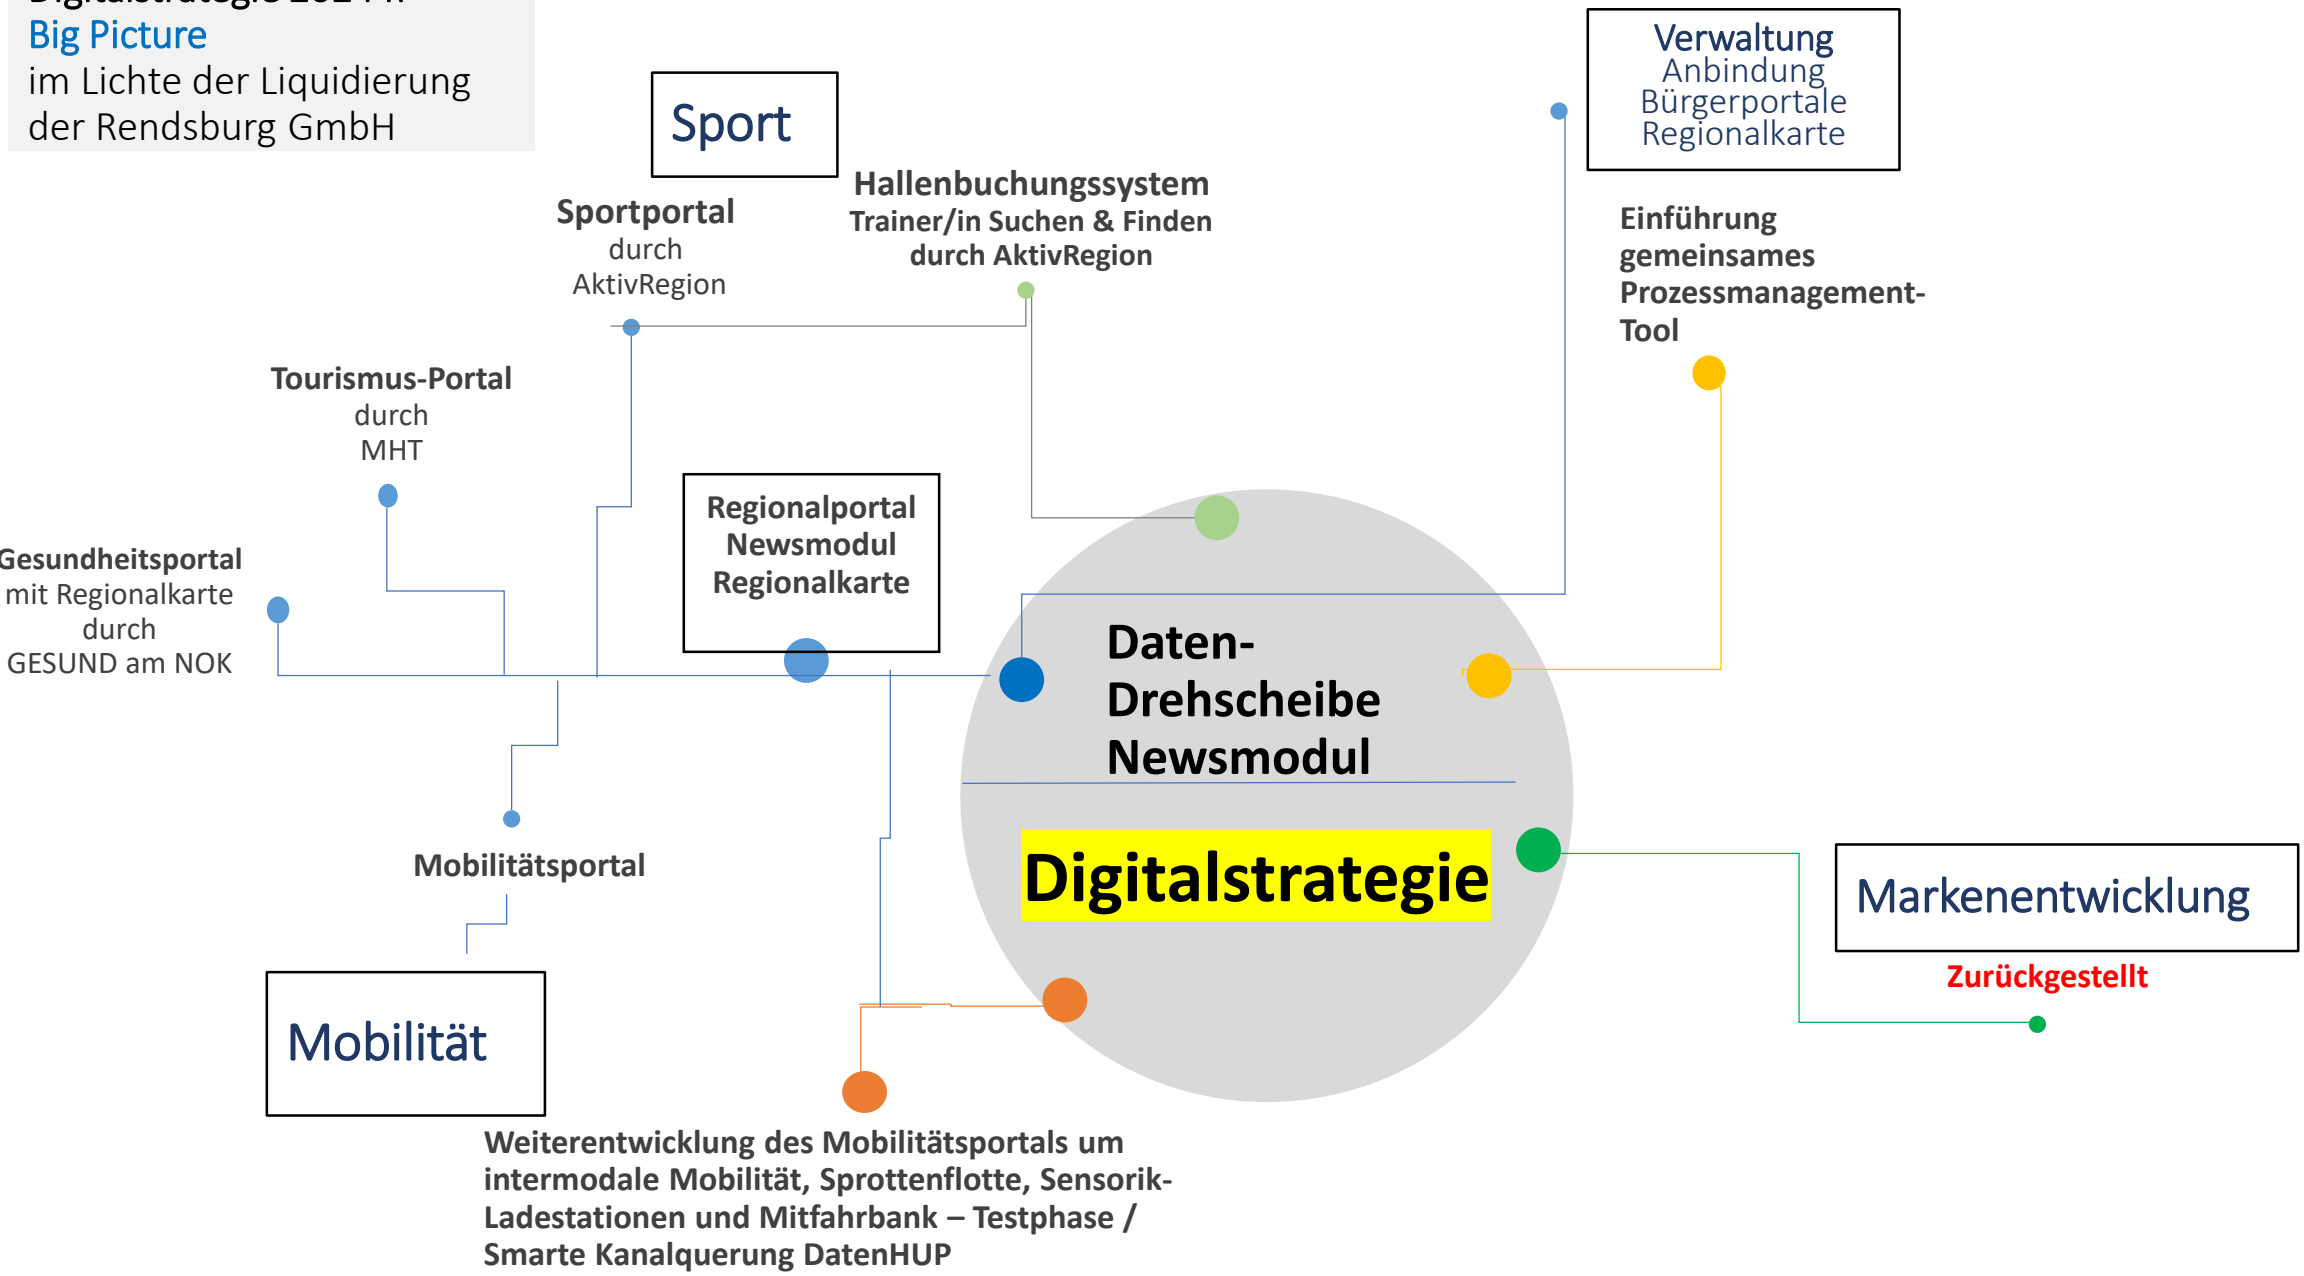 Big Picture
im Lichte der Liquidierung
der Rendsburg GmbH
Sport
Verwaltung
Anbindung
Bürgerportale
Regionalkarte
Sportportal
durch
AktivRegion
Hallenbuchungssystem
Trainer/in Suchen & Finden
durch AktivRegion
Einführung
gemeinsames
Prozessmanagement-
Tool
Tourismus-Portal
durch
MHT
Regionalportal
Newsmodul
Regionalkarte
Gesundheitsportal
mit Regionalkarte
durch
GESUND am NOK
Daten-
Drehscheibe
Newsmodul
Digitalstrategie
Mobilitätsportal
Markenentwicklung
Zurückgestellt
Mobilität
Weiterentwicklung des Mobilitätsportals um
intermodale Mobilität, Sprottenflotte, Sensorik-
Ladestationen und Mitfahrbank – Testphase /
Smarte Kanalquerung DatenHUP